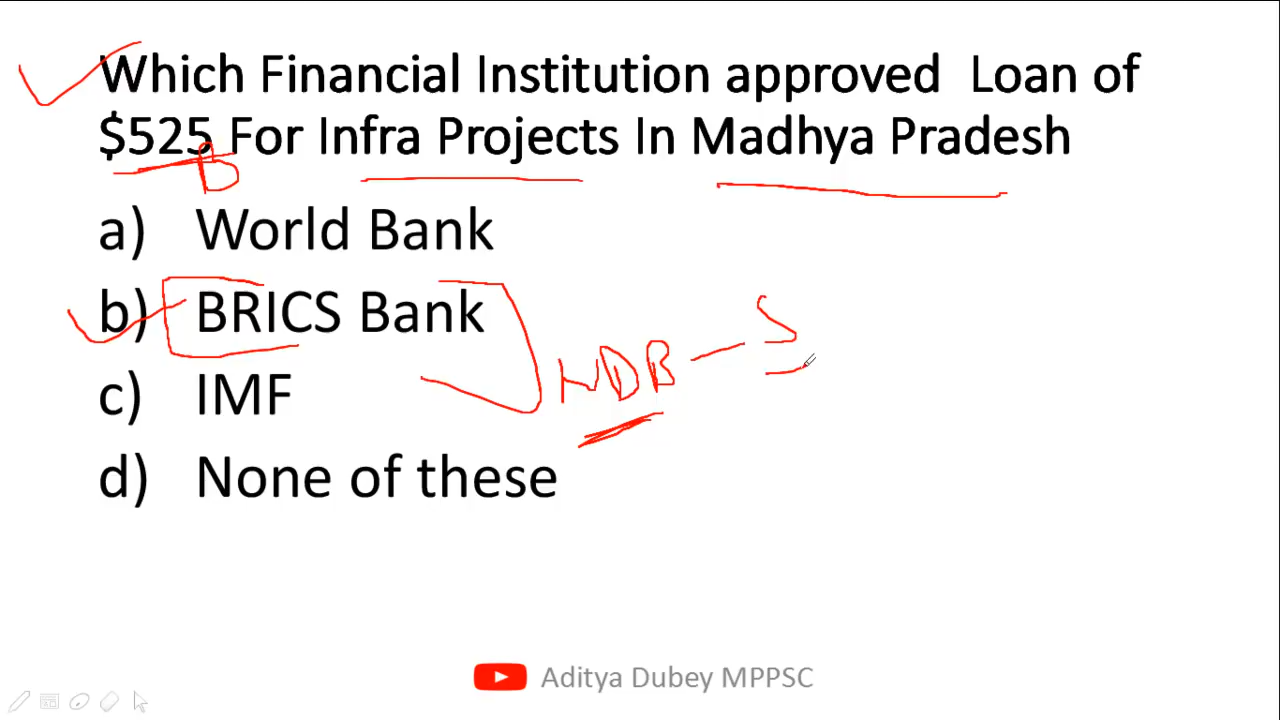 Which Financial Institution approved Loan of
$525 For Infra Projects In Madhya Pradesh
B
a) World Bank
b) BRICS Bank
c) IMF
NDB - S
d) None of these
Aditya Dubey MPPSC